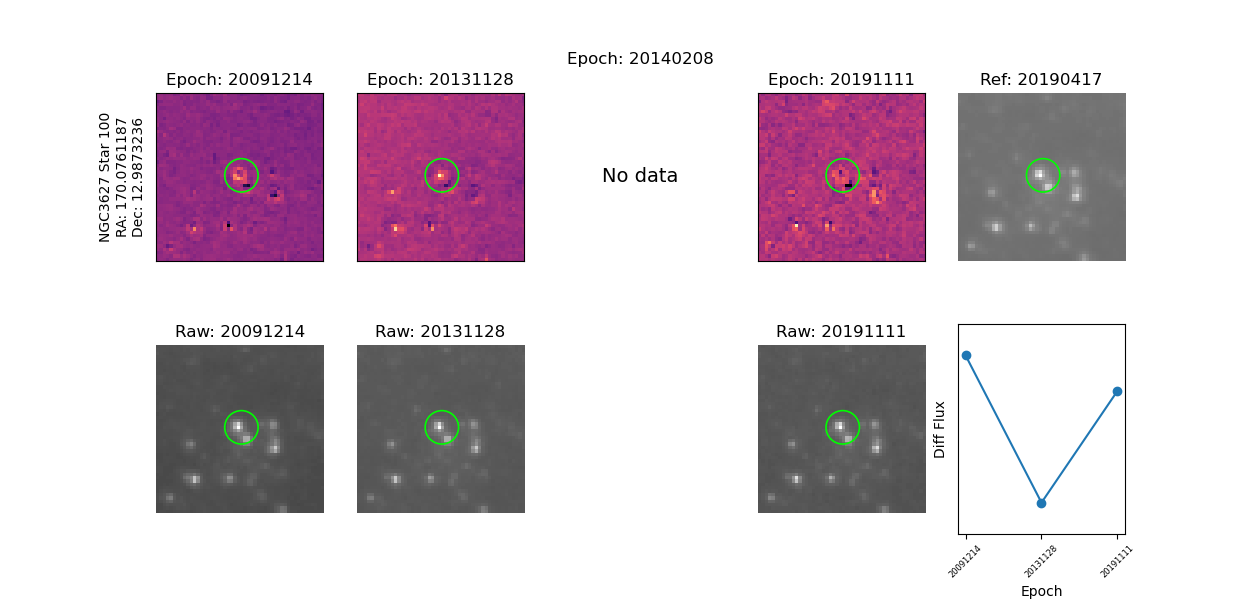 Epoch: 20140208
Epoch: 20091214
Epoch: 20131128
Epoch: 20191111
Ref: 20190417
NGC3627 Star 100
RA: 170.0761187
Dec: 12.9873236
No data
Raw: 20091214
Raw: 20131128
Raw: 20191111
Diff Flux
20091214
20131128
20191111
Epoch